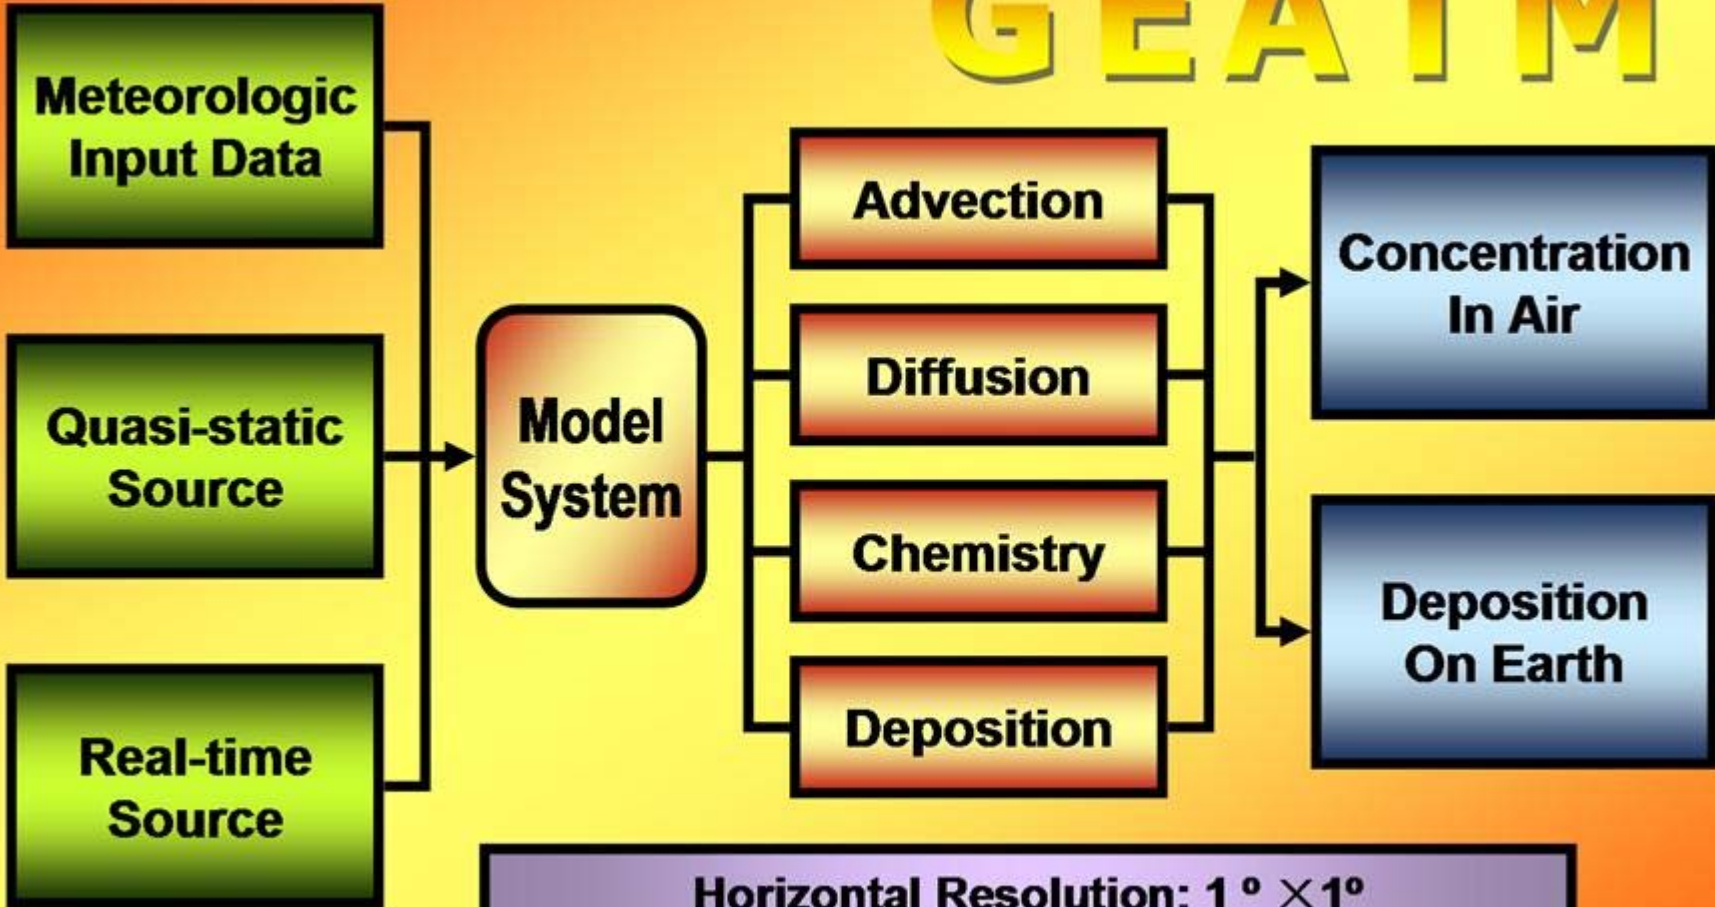 GEATM
Meteorologic
Input Data
Quasi-static
Source
Real-time
Source
Model
System
Advection
Diffusion
Chemistry
Deposition
Concentration
In Air
Deposition
On Earth
Horizontal Resolution: 1 º ×1º